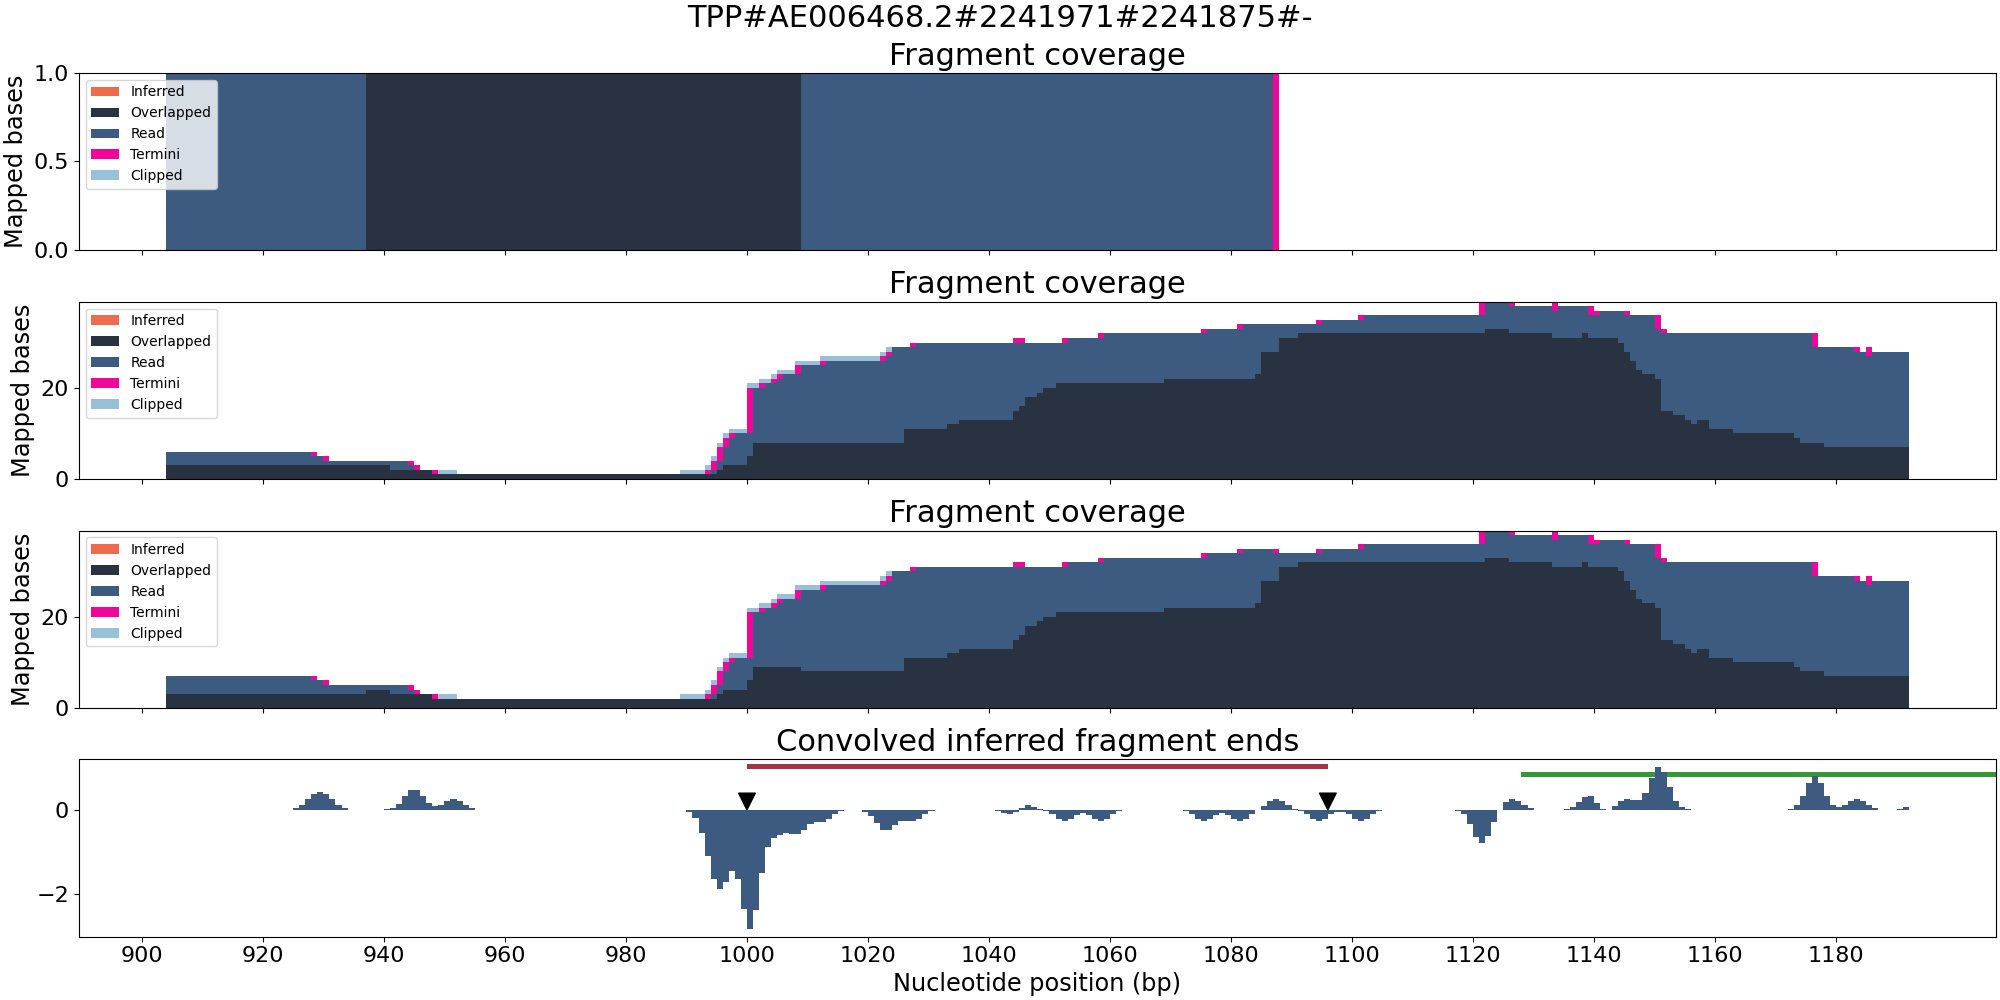 TPP#AE006468.2#2241971#2241875#-
Fragment coverage
Mapped bases
1.0
0.5
0.0
Inferred
Overlapped
Read
Termini
Clipped
Fragment coverage
Mapped bases
20
0
Inferred
Overlapped
Read
Termini
Clipped
Fragment coverage
Mapped bases
20
0
Inferred
Overlapped
Read
Termini
Clipped
Convolved inferred fragment ends
0
−2
900 920 940 960 980 1000 1020 1040 1060 1080 1100 1120 1140 1160 1180
Nucleotide position (bp)